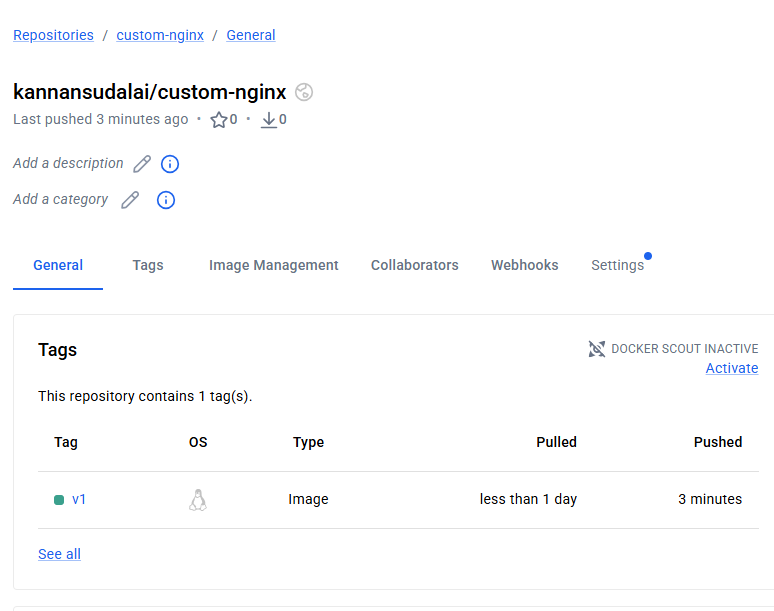 Repositories / custom-nginx / General
kannansudalai/custom-nginx
Last pushed 3 minutes ago • 0 • 0
Add a description
Add a category
General Tags Image Management Collaborators Webhooks Settings
Tags
DOCKER SCOUT INACTIVE
Activate
This repository contains 1 tag(s).
Tag OS Type Pulled Pushed
v1 Image less than 1 day 3 minutes
See all